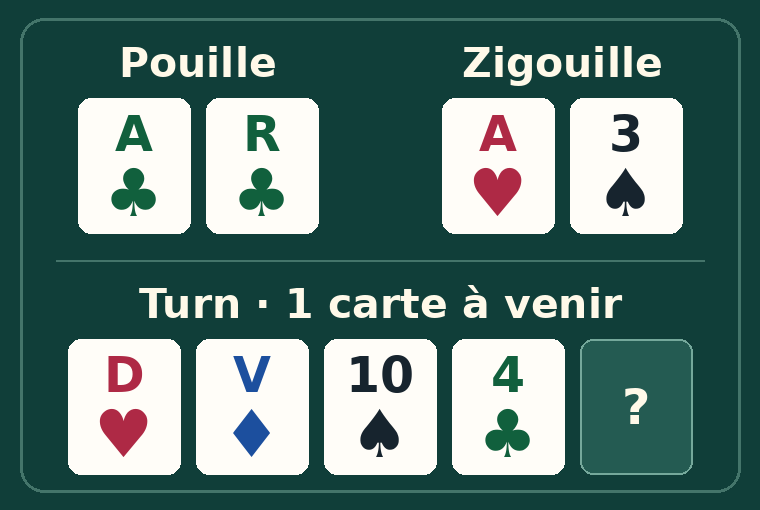 Pouille Zigouille
A R A 3
♣ ♣ ♥ ♠
Turn · 1 carte à venir
D V 10 4 ?
♥ ♦ ♠ ♣